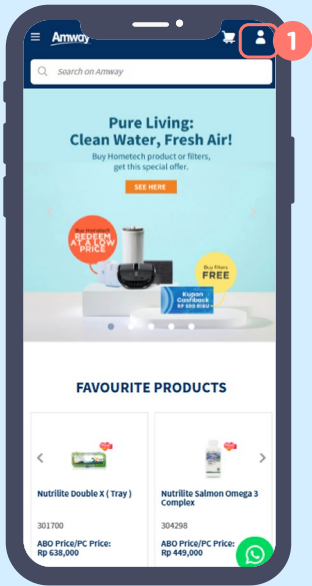 1
Amway
Search on Amway
Pure Living:
Clean Water, Fresh Air!
Buy Hometech product or filters,
get this special offer.
SEE HERE
Buy Hometech
REDEEM
AT A LOW
PRICE
Buy Filters
FREE
Kupon
Cashback
FAVOURITE PRODUCTS
Nutrilite Double X ( Tray )
301700
ABO Price/PC Price:
Rp 638,000
Nutrilite Salmon Omega 3
Complex
304298
ABO Price/PC Price:
Rp 449,000